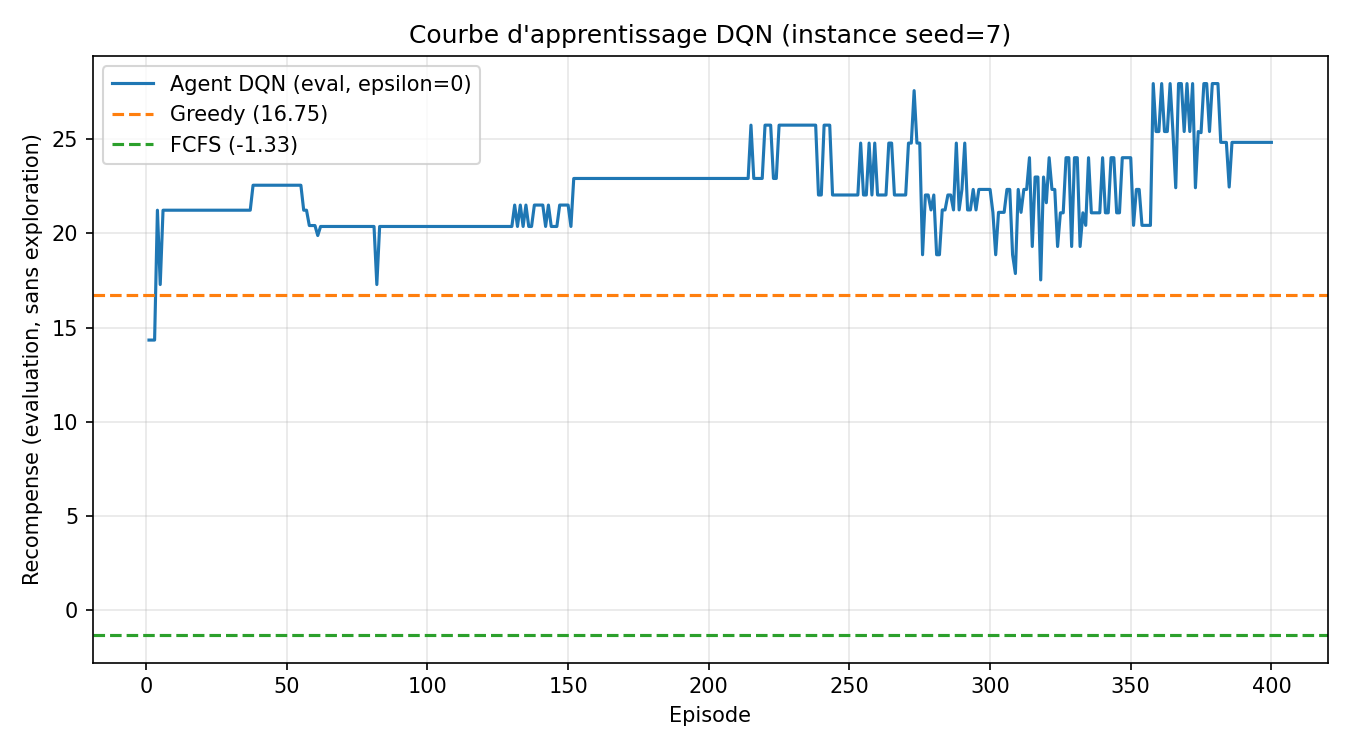 Courbe d'apprentissage DQN (instance seed=7)
Agent DQN (eval, epsilon=0)
Greedy (16.75)
FCFS (-1.33)
Recompense (evaluation, sans exploration)
25
20
15
10
5
0
0 50 100 150 200 250 300 350 400
Episode